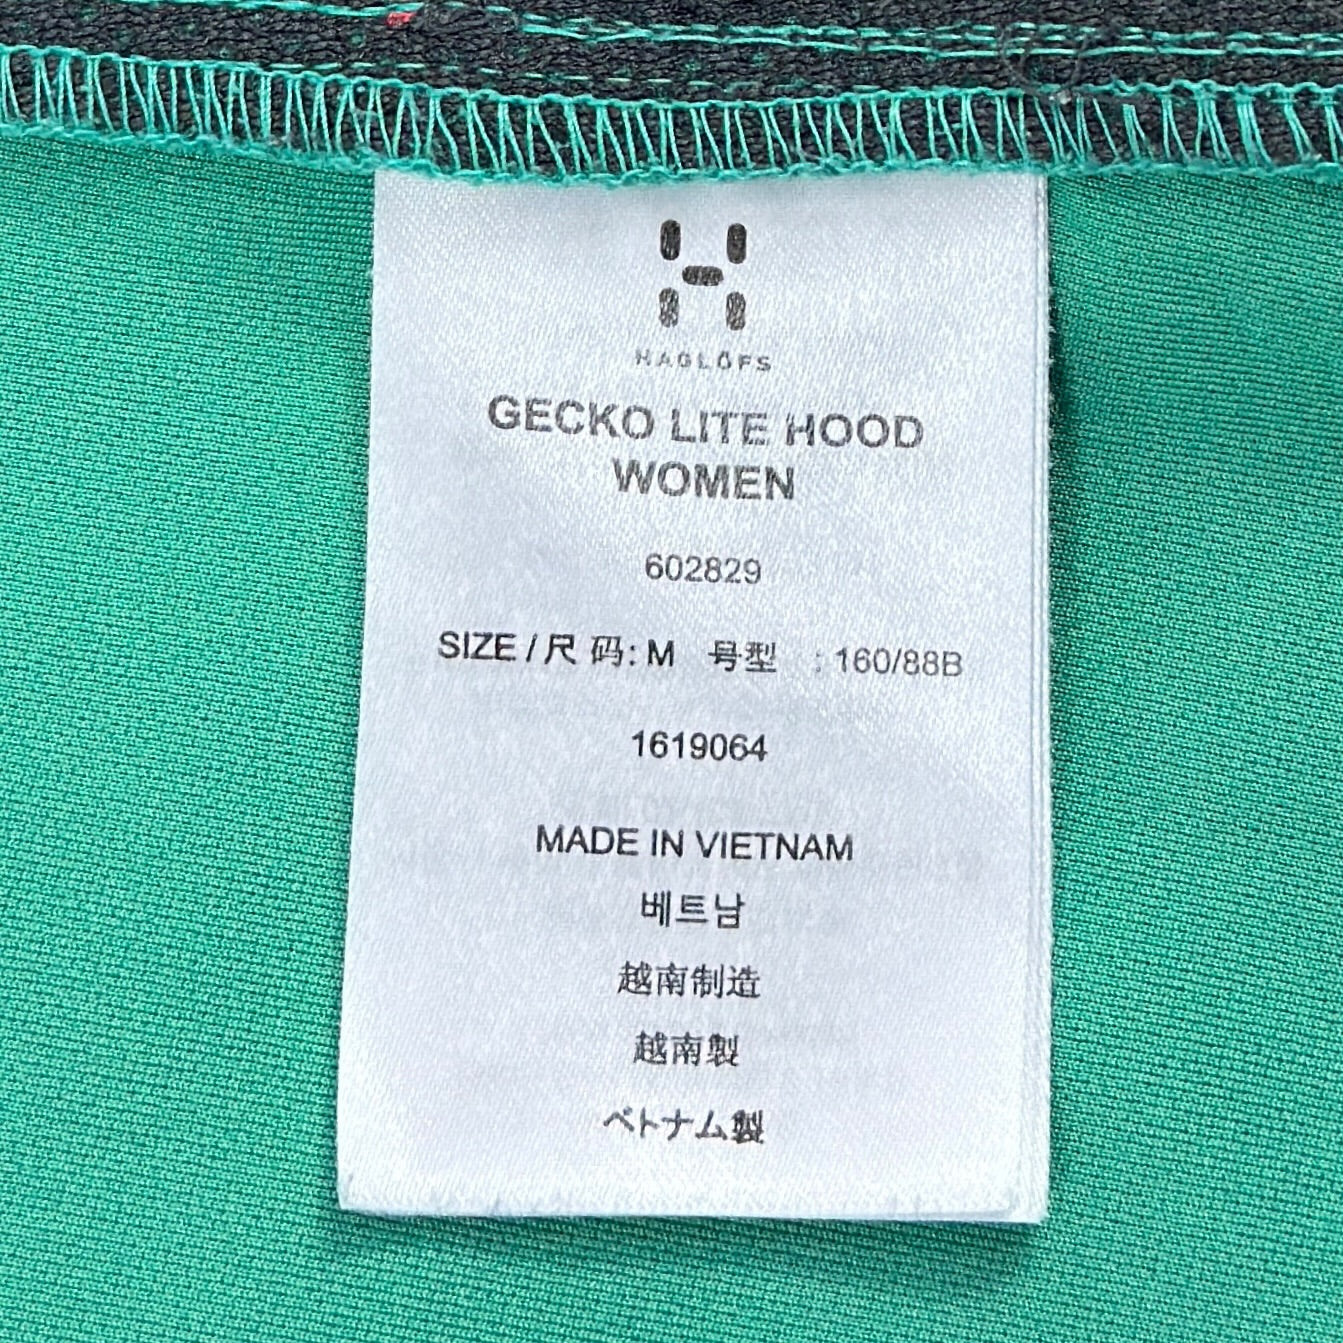 HAGLÖFS
GECKO LITE HOOD
WOMEN
602829
SIZE / 尺 码: M 号型 : 160/88B
1619064
MADE IN VIETNAM
베트남
越南制造
越南製
ベトナム製